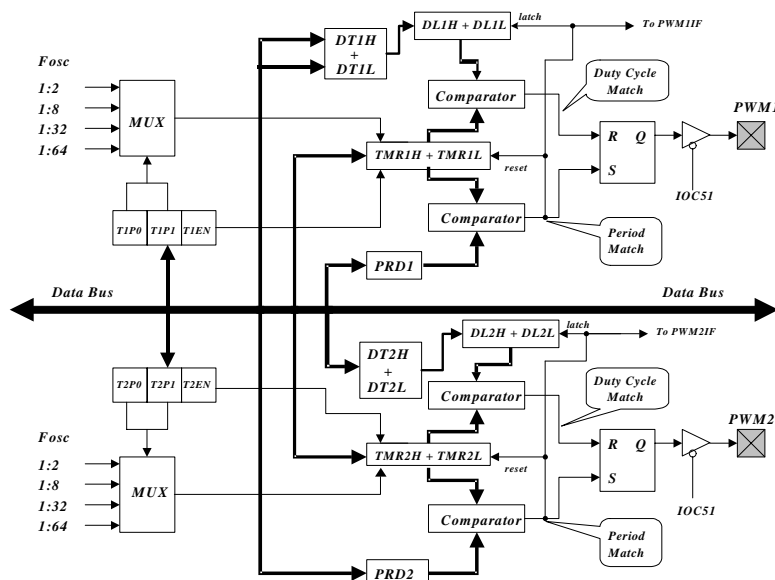 DL1H + DL1L
latch
To PWM1IF
DT1H
+
DT1L
Fosc
1:2
1:8
1:32
1:64
MUX
Comparator
Duty Cycle
Match
PWM1
R
Q
S
TMR1H + TMR1L
reset
IOC51
T1P0
T1P1
T1EN
Comparator
Period
Match
PRD1
Data Bus
Data Bus
DL2H + DL2L
latch
To PWM2IF
DT2H
+
DT2L
T2P0
T2P1
T2EN
Comparator
Duty Cycle
Match
PWM2
Fosc
1:2
1:8
1:32
1:64
MUX
R
Q
S
TMR2H + TMR2L
reset
IOC51
Comparator
Period
Match
PRD2